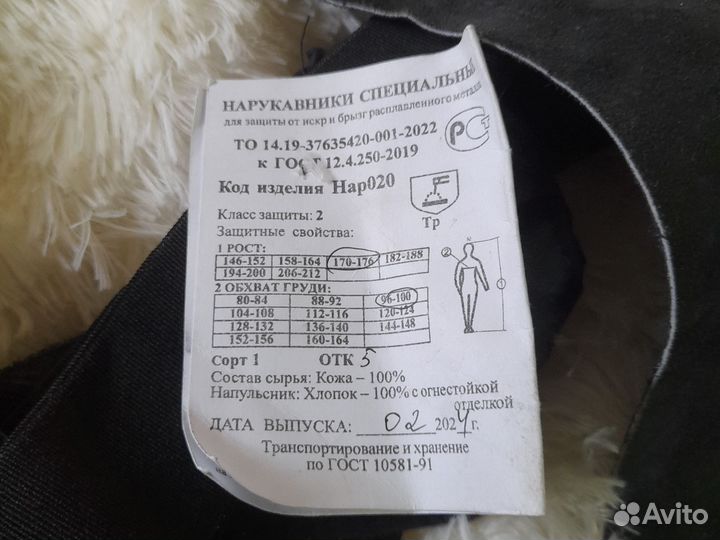 НАРУКАВНИКИ СПЕЦИАЛЬНЫ
для защиты от искр и брызг расплавленного металла
ТО 14.19-37635420-001-2022
к ГОСТ 12.4.250-2019
РСТ
Код изделия Нар020
Класс защиты: 2
Защитные свойства:
Тр
1 РОСТ:
146-152 158-164 170-176 182-188
194-200 206-212
2 ОБХВАТ ГРУДИ:
80-84 88-92 96-100
104-108 112-116 120-124
128-132 136-140 144-148
152-156 160-164
2
1
Сорт 1 ОТК 5
Состав сырья: Кожа – 100%
Напульсник: Хлопок – 100% с огнестойкой
отделкой
ДАТА ВЫПУСКА: 02 2024г.
Транспортирование и хранение
по ГОСТ 10581-91
Avito